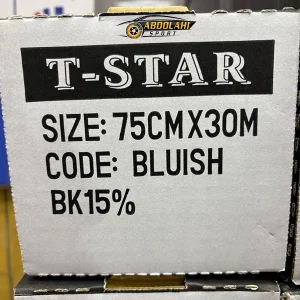 ABDOLAHI
SPORT
T-STAR
SIZE: 75CMX30M
CODE: BLUISH
BK15%